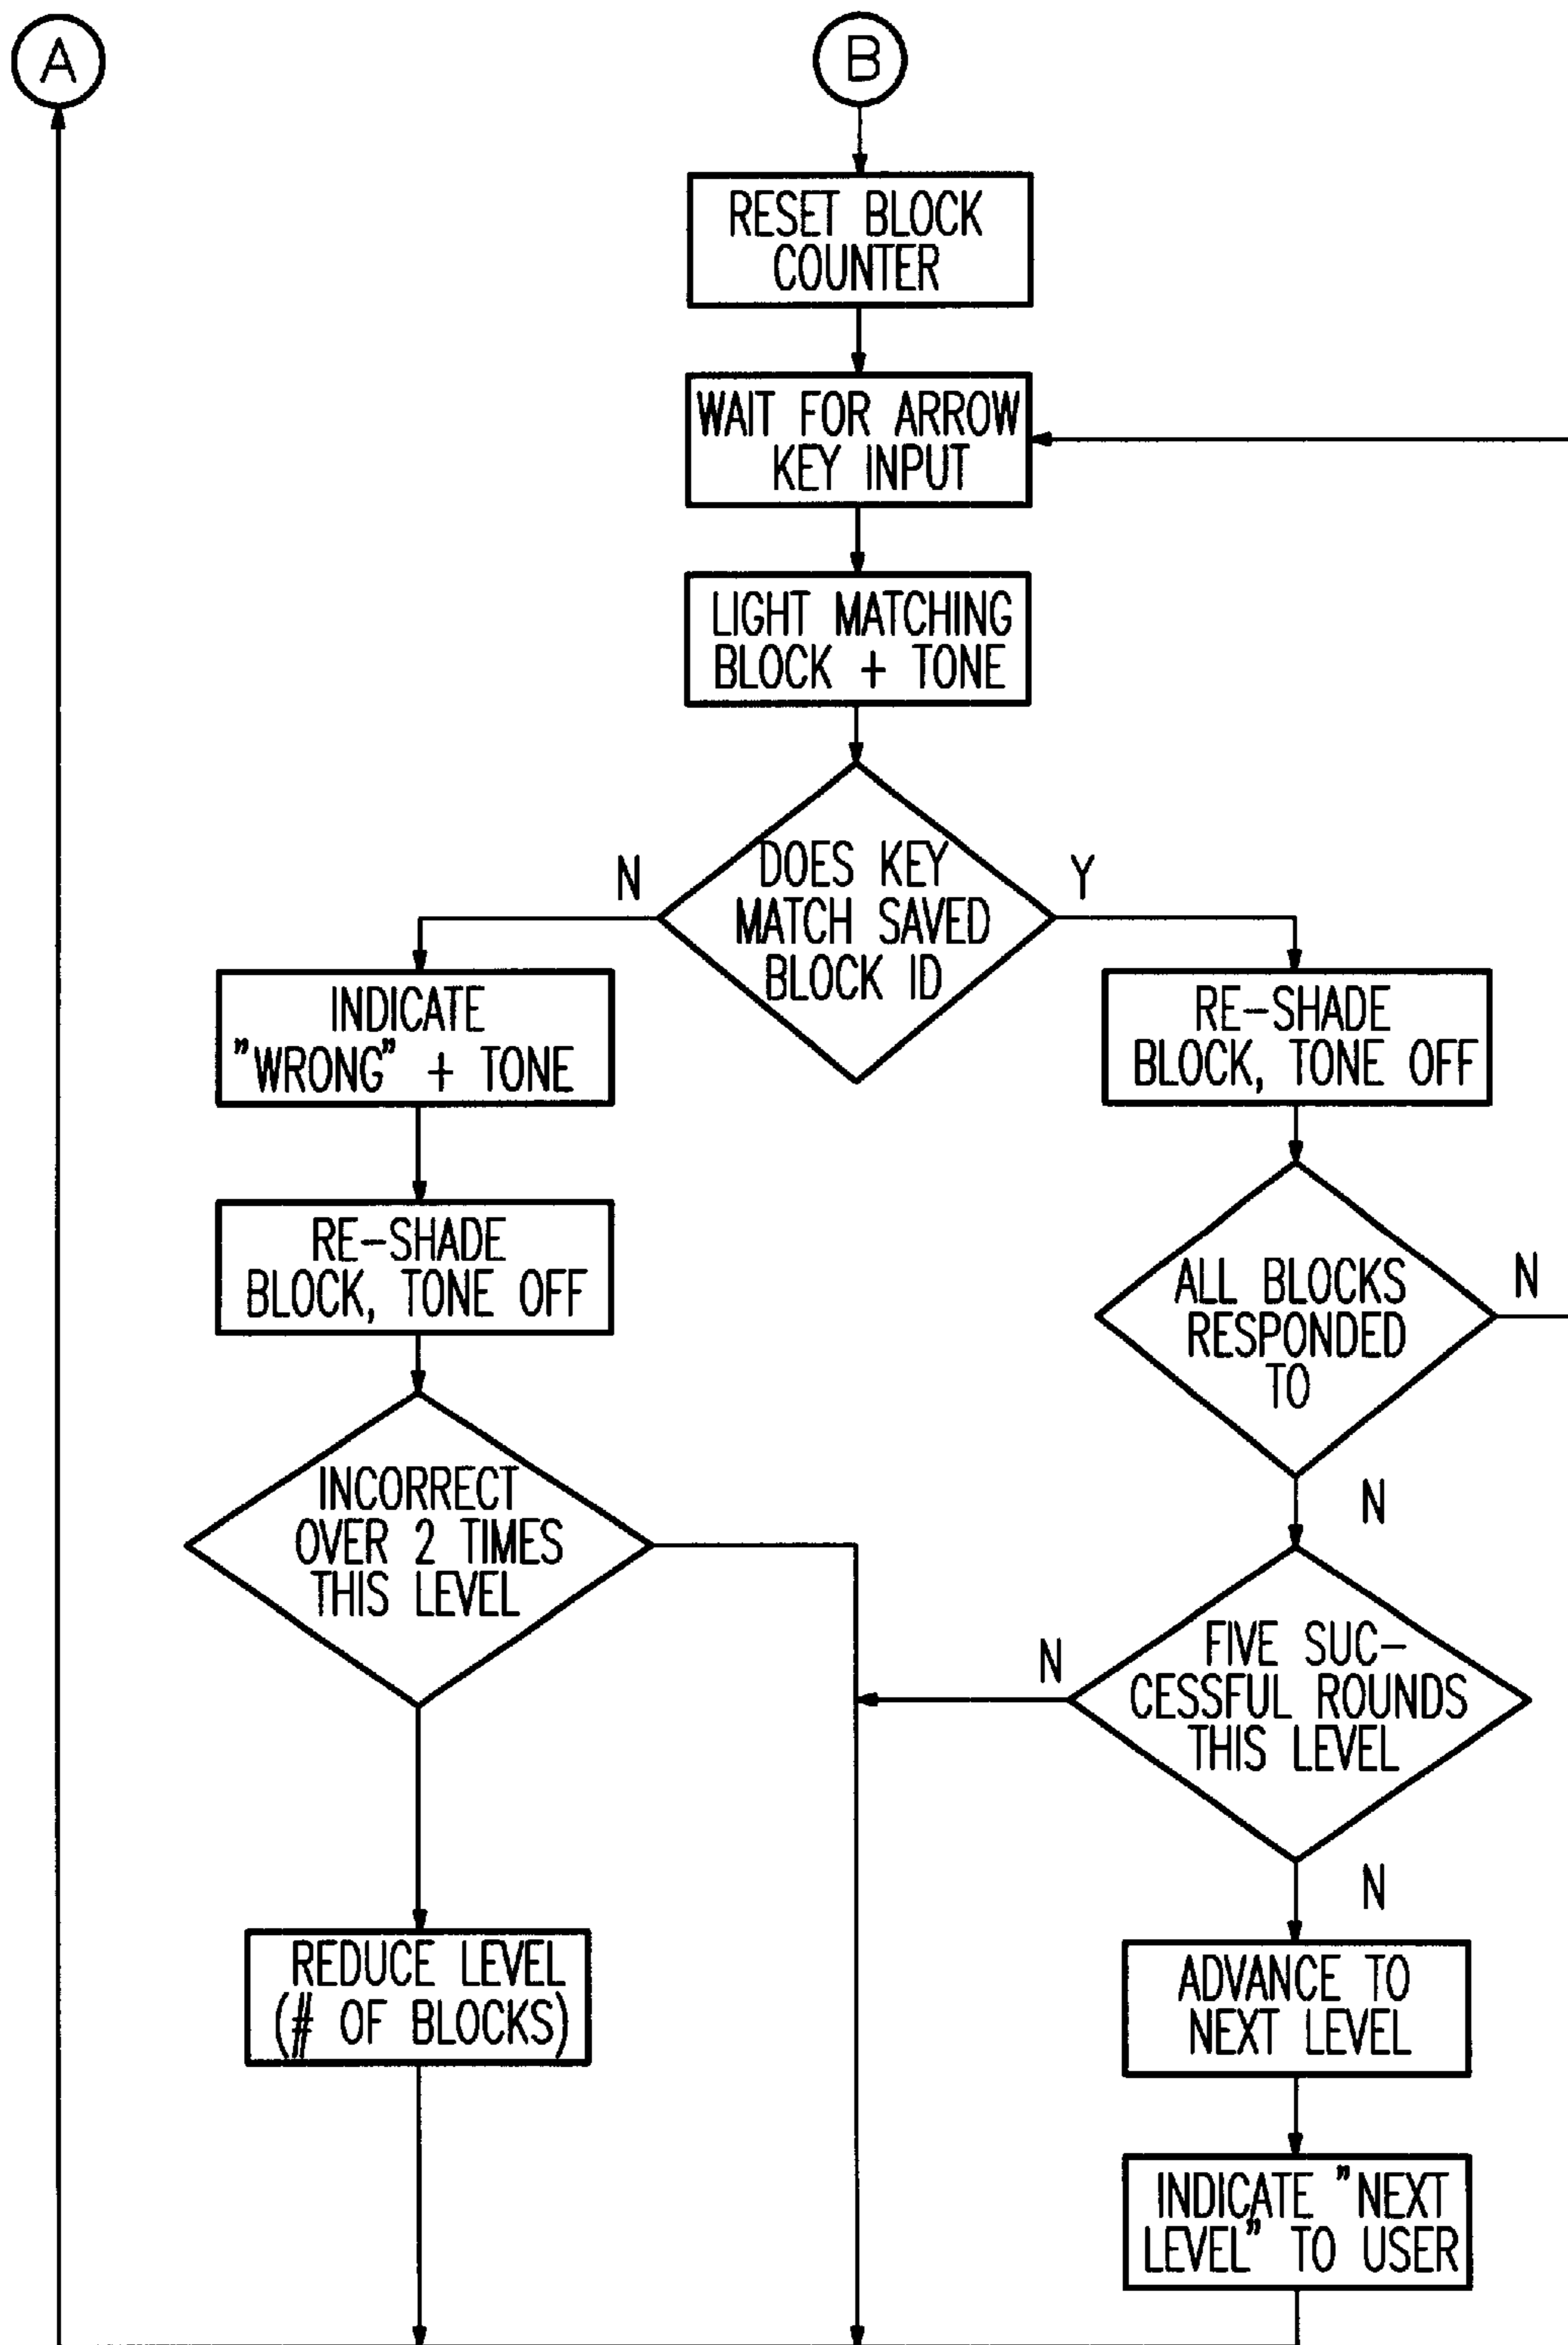 A
B
RESET BLOCK
COUNTER
WAIT FOR ARROW
KEY INPUT
LIGHT MATCHING
BLOCK + TONE
DOES KEY
MATCH SAVED
BLOCK ID
N
Y
INDICATE
"WRONG" + TONE
RE-SHADE
BLOCK, TONE OFF
RE-SHADE
BLOCK, TONE OFF
ALL BLOCKS
RESPONDED
TO
N
N
INCORRECT
OVER 2 TIMES
THIS LEVEL
FIVE SUC-
CESSFUL ROUNDS
THIS LEVEL
N
N
REDUCE LEVEL
(# OF BLOCKS)
ADVANCE TO
NEXT LEVEL
INDICATE "NEXT
LEVEL" TO USER